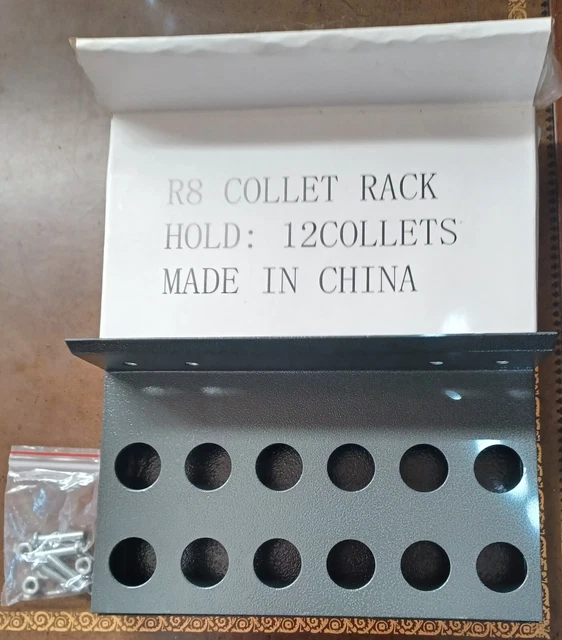 R8 COLLET RACK
HOLD: 12COLLETS
MADE IN CHINA